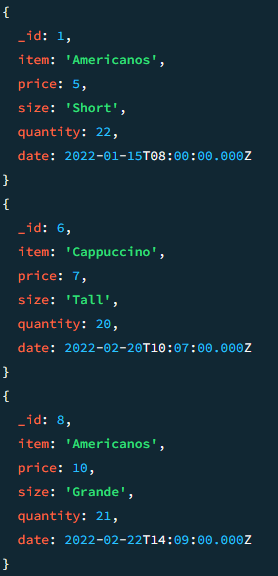 {
  _id: 1,
  item: 'Americanos',
  price: 5,
  size: 'Short',
  quantity: 22,
  date: 2022-01-15T08:00:00.000Z
}
{
  _id: 6,
  item: 'Cappuccino',
  price: 7,
  size: 'Tall',
  quantity: 20,
  date: 2022-02-20T10:07:00.000Z
}
{
  _id: 8,
  item: 'Americanos',
  price: 10,
  size: 'Grande',
  quantity: 21,
  date: 2022-02-22T14:09:00.000Z
}